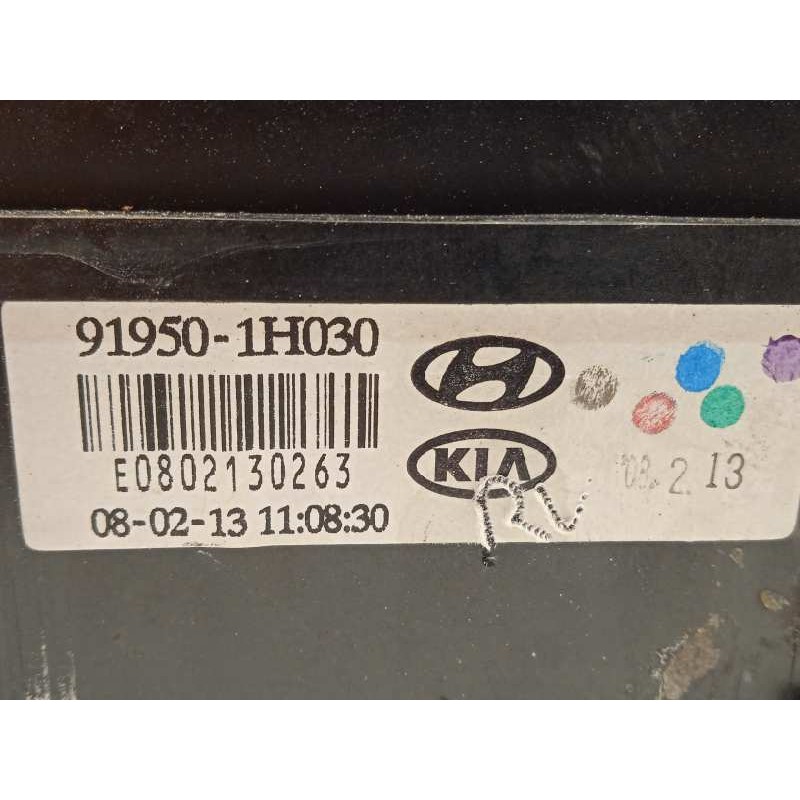 91950-1H030
E0802130263
08-02-13 11:08:30
KIA
'08. 2. 13